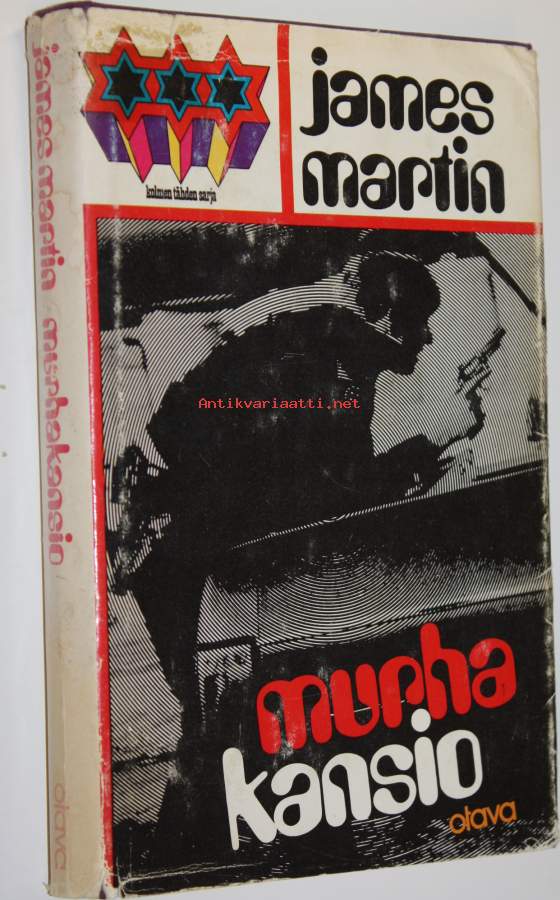 james
martin
kolmen tähden sarja
murha
kansio
otava
james martin murhakansio
otava
Antikvariaatti.net